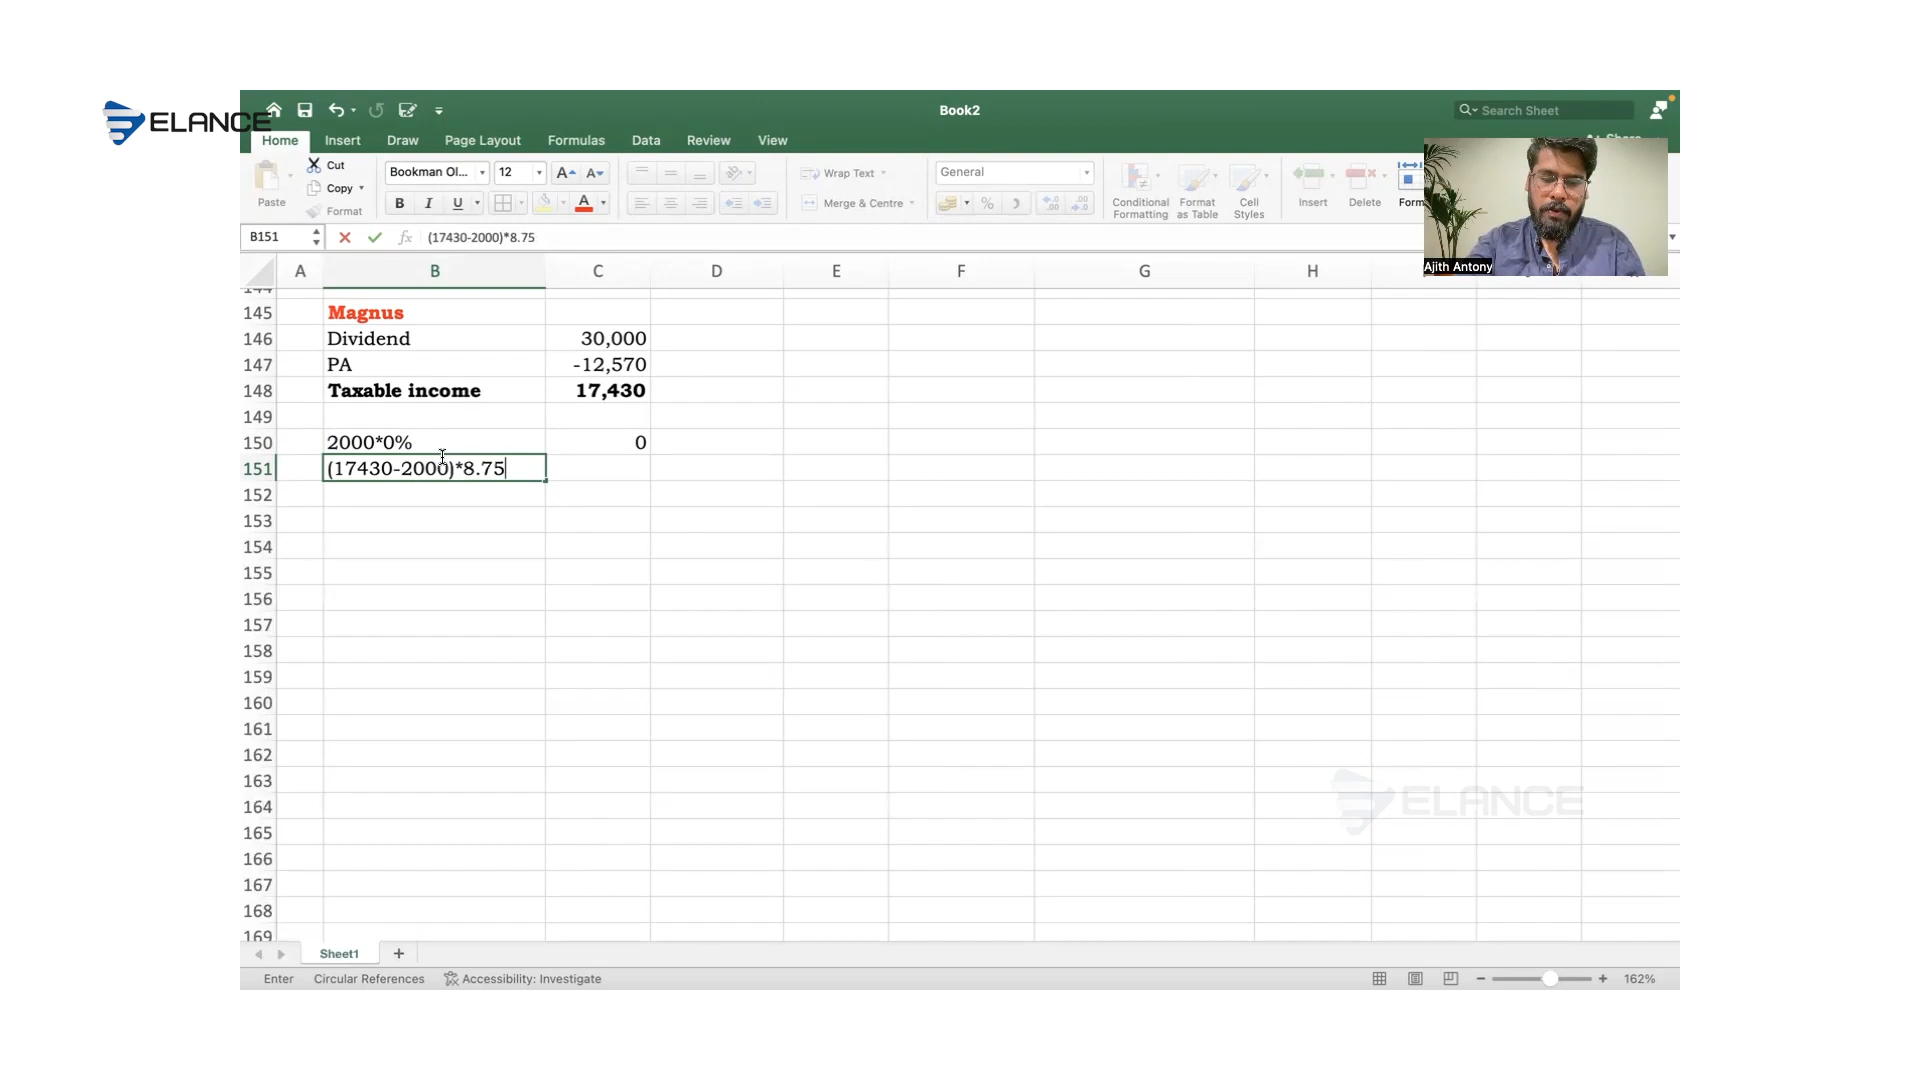 ELANCE
Book2
Search Sheet
Home Insert Draw Page Layout Formulas Data Review View
Paste
Cut
Copy
Format
Bookman Ol... 12
B I U
Wrap Text
Merge & Centre
General
Conditional Formatting
Format as Table
Cell Styles
Insert
Delete
Form
Ajith Antony
B151 fx (17430-2000)*8.75
A B C D E F G H
145 Magnus
146 Dividend 30,000
147 PA -12,570
148 Taxable income 17,430
149
150 2000*0% 0
151 (17430-2000)*8.75
152
153
154
155
156
157
158
159
160
161
162
163
164
ELANCE
165
166
167
168
169
Sheet1
Enter Circular References Accessibility: Investigate 162%